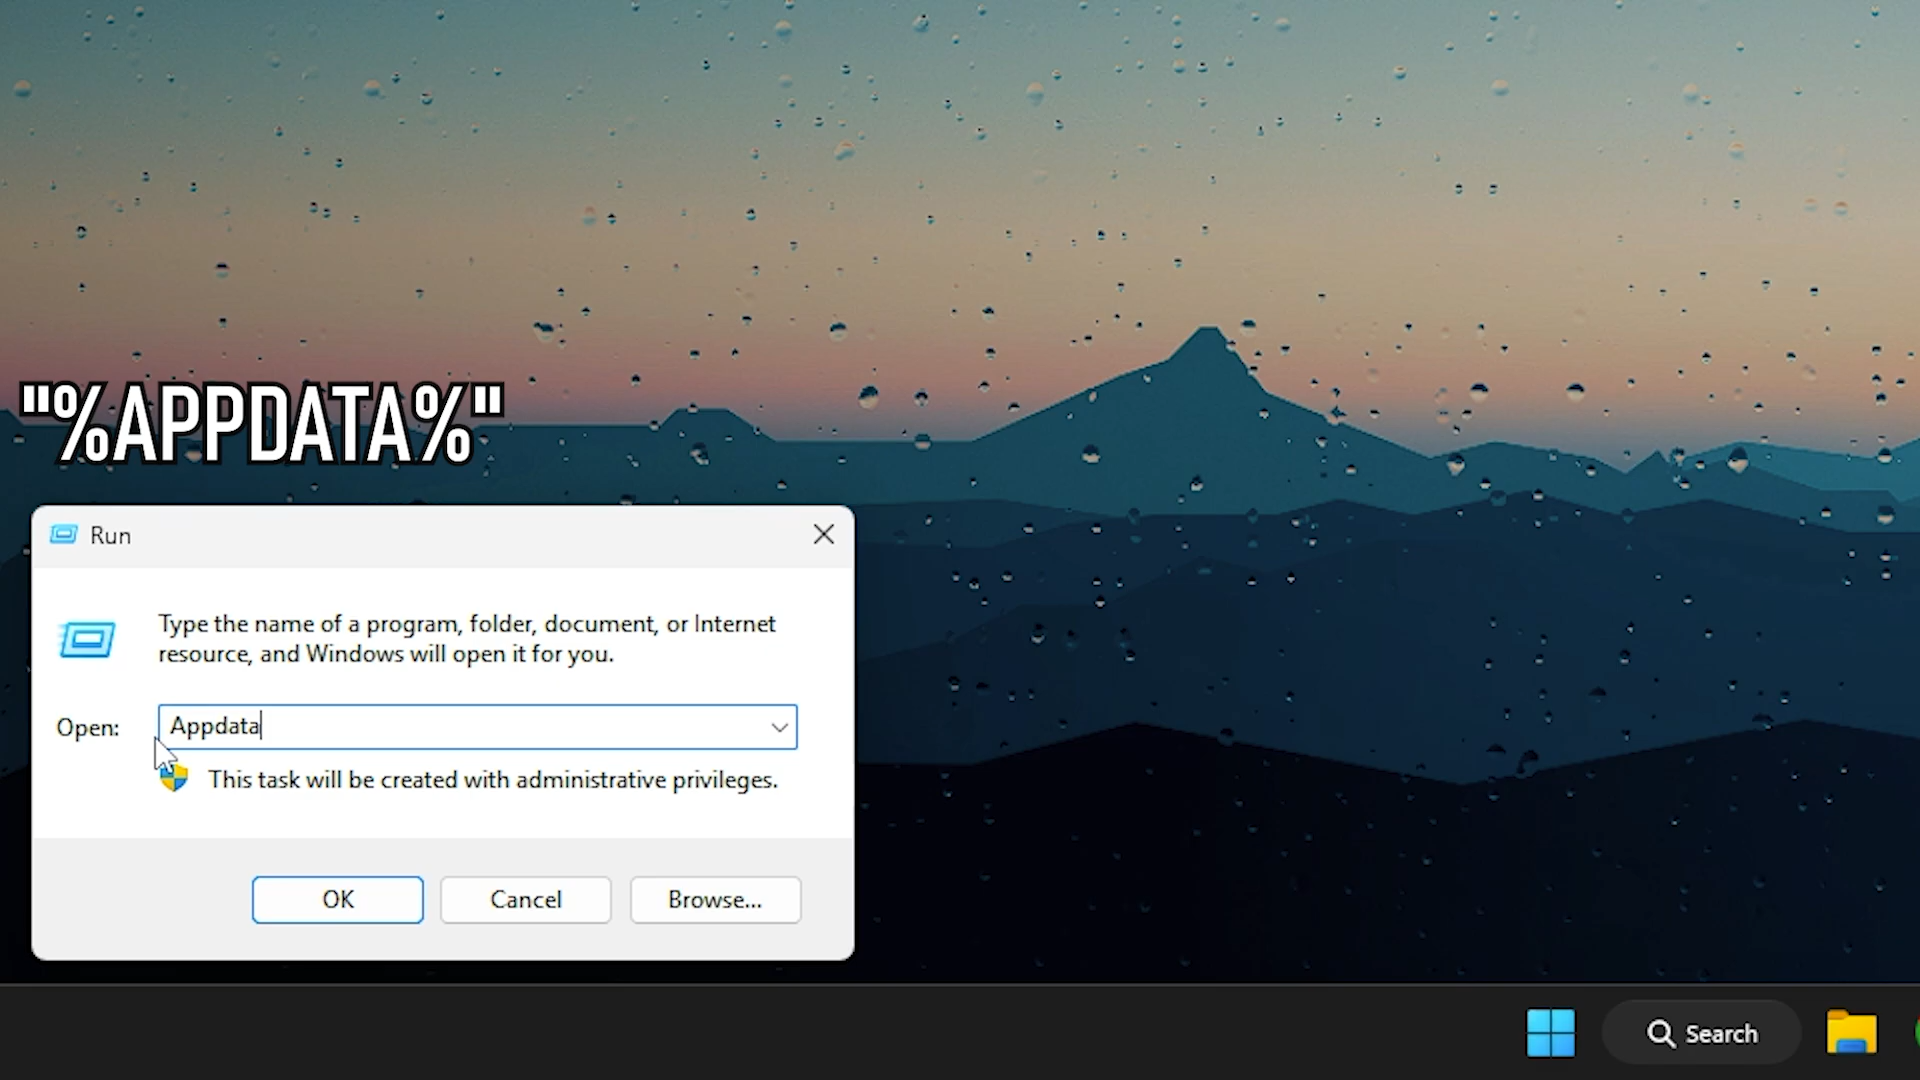 "%APPDATA%"
Run
Type the name of a program, folder, document, or Internet
resource, and Windows will open it for you.
Open: Appdata
This task will be created with administrative privileges.
OK Cancel Browse...
Search